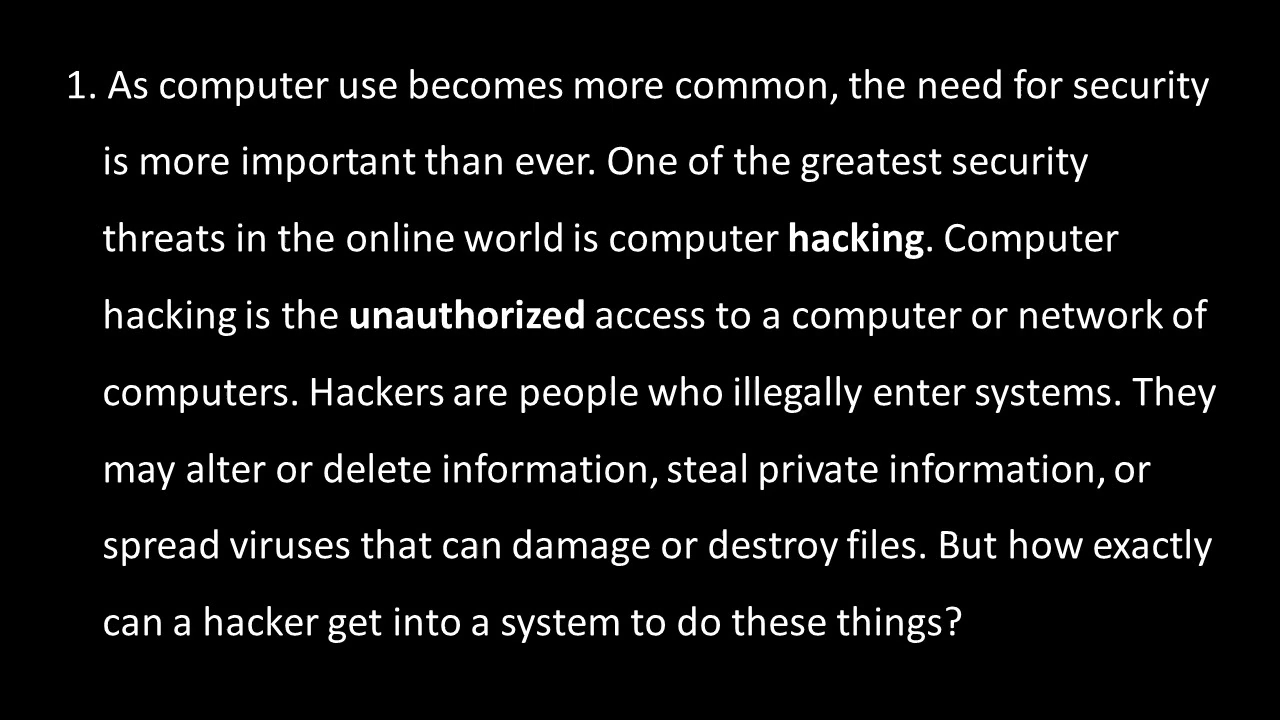 1. As computer use becomes more common, the need for security
is more important than ever. One of the greatest security
threats in the online world is computer hacking. Computer
hacking is the unauthorized access to a computer or network of
computers. Hackers are people who illegally enter systems. They
may alter or delete information, steal private information, or
spread viruses that can damage or destroy files. But how exactly
can a hacker get into a system to do these things?